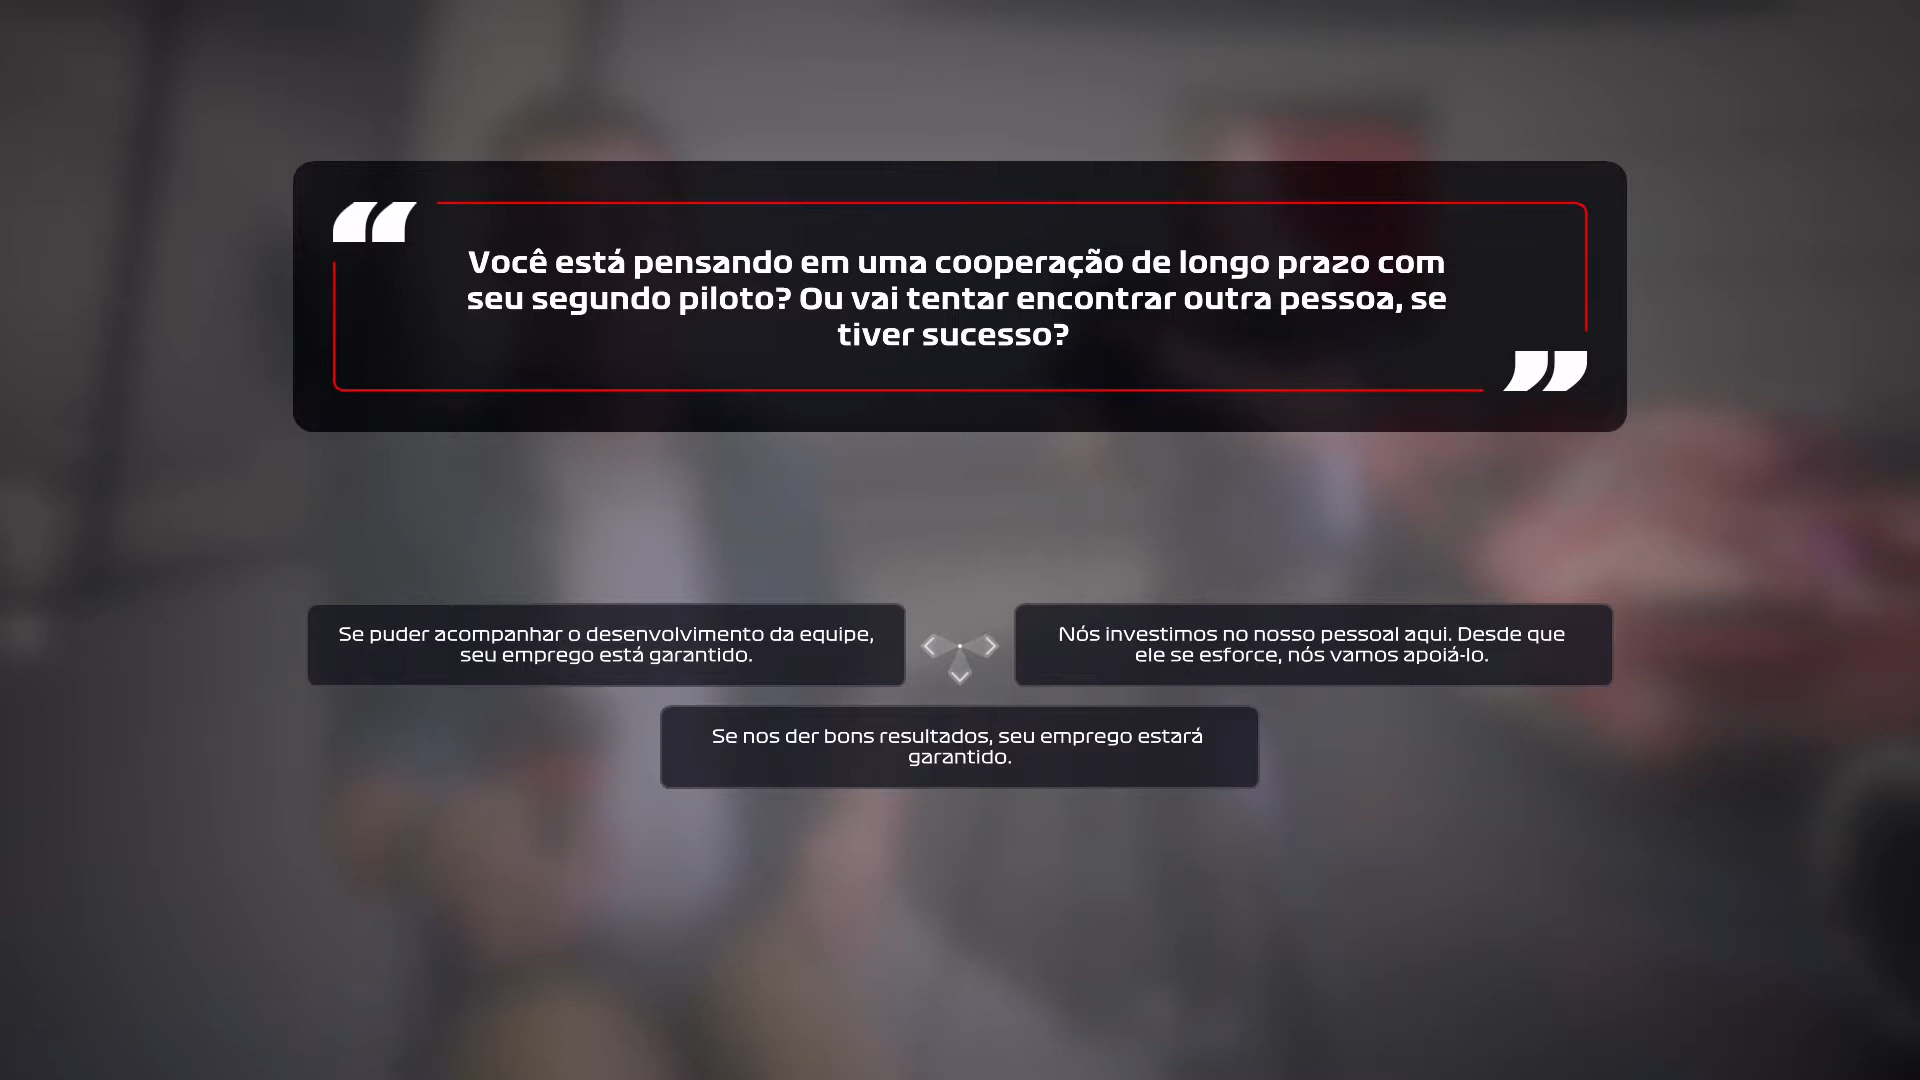 Você está pensando em uma cooperação de longo prazo com
seu segundo piloto? Ou vai tentar encontrar outra pessoa, se
tiver sucesso?
Se puder acompanhar o desenvolvimento da equipe,
seu emprego está garantido.
Nós investimos no nosso pessoal aqui. Desde que
ele se esforce, nós vamos apoiá-lo.
Se nos der bons resultados, seu emprego estará
garantido.